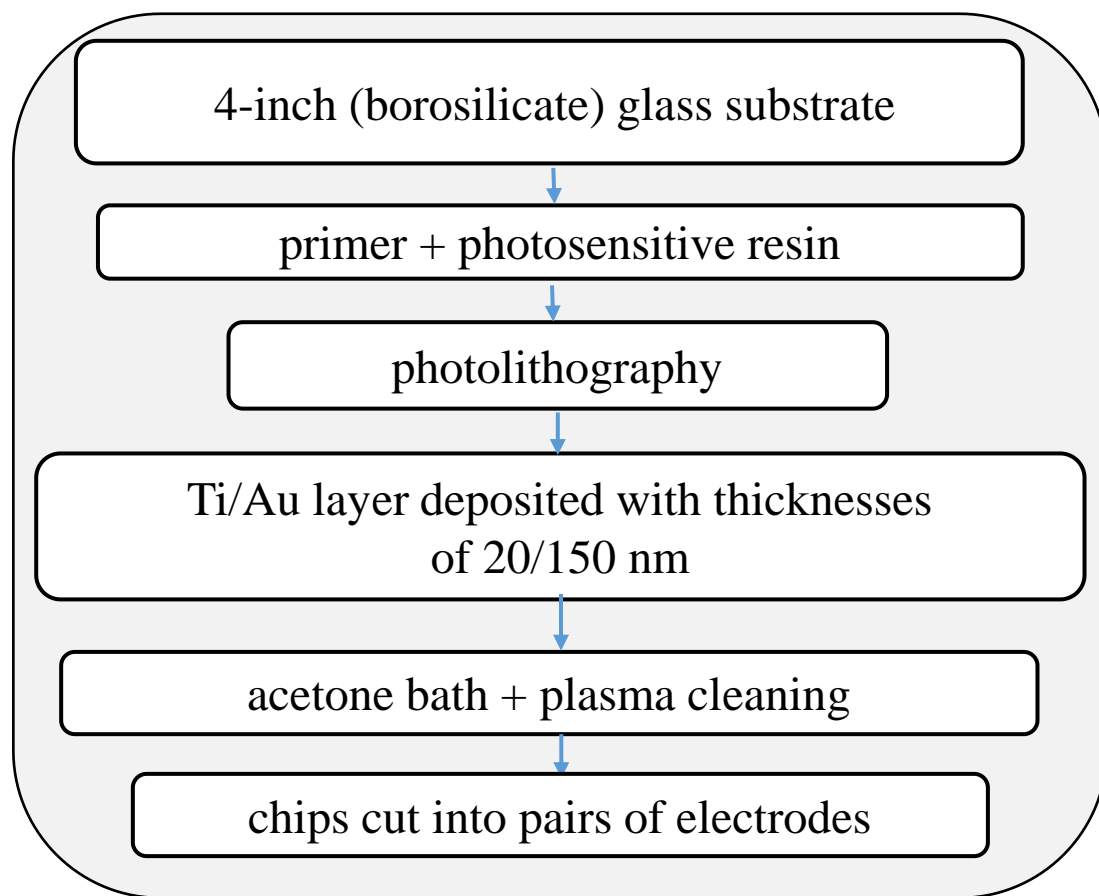 4-inch (borosilicate) glass substrate
primer + photosensitive resin
photolithography
Ti/Au layer deposited with thicknesses
of 20/150 nm
acetone bath + plasma cleaning
chips cut into pairs of electrodes